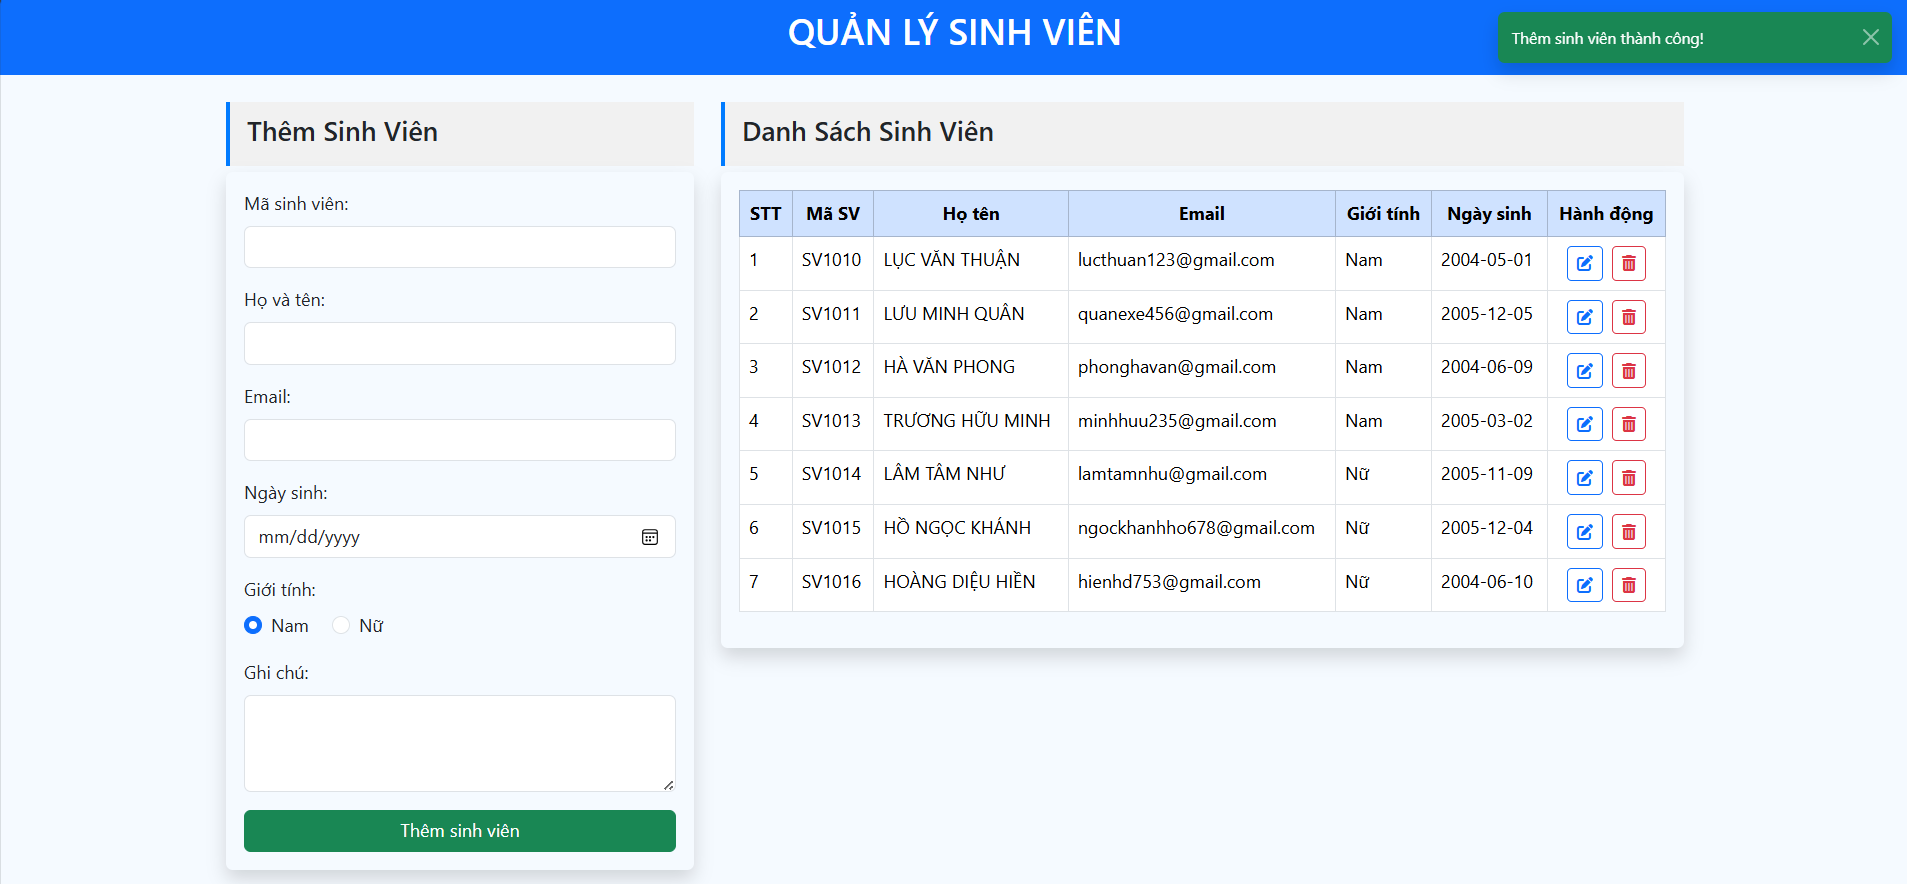 QUẢN LÝ SINH VIÊN
Thêm sinh viên thành công!
Thêm Sinh Viên
Mã sinh viên:
Họ và tên:
Email:
Ngày sinh:
mm/dd/yyyy
Giới tính:
Nam Nữ
Ghi chú:
Thêm sinh viên
Danh Sách Sinh Viên
STT Mã SV Họ tên Email Giới tính Ngày sinh Hành động
1 SV1010 LỤC VĂN THUẬN lucthuan123@gmail.com Nam 2004-05-01
2 SV1011 LƯU MINH QUÂN quanexe456@gmail.com Nam 2005-12-05
3 SV1012 HÀ VĂN PHONG phonghavan@gmail.com Nam 2004-06-09
4 SV1013 TRƯƠNG HỮU MINH minhhuu235@gmail.com Nam 2005-03-02
5 SV1014 LÂM TÂM NHƯ lamtamnhu@gmail.com Nữ 2005-11-09
6 SV1015 HỒ NGỌC KHÁNH ngockhanhho678@gmail.com Nữ 2005-12-04
7 SV1016 HOÀNG DIỆU HIỀN hienhd753@gmail.com Nữ 2004-06-10